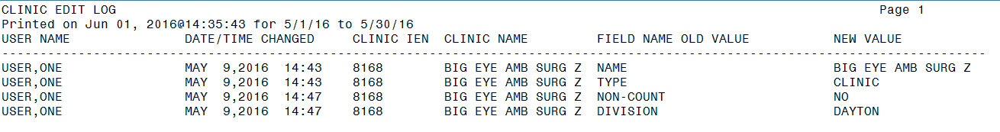 CLINIC EDIT LOG Page 1
Printed on Jun 01, 2016@14:35:43 for 5/1/16 to 5/30/16
USER NAME DATE/TIME CHANGED CLINIC IEN CLINIC NAME FIELD NAME OLD VALUE NEW VALUE
---------------------------------------------------------------------------------------------------------------------------------
USER,ONE MAY 9,2016 14:43 8168 BIG EYE AMB SURG Z NAME BIG EYE AMB SURG Z
USER,ONE MAY 9,2016 14:43 8168 BIG EYE AMB SURG Z TYPE CLINIC
USER,ONE MAY 9,2016 14:47 8168 BIG EYE AMB SURG Z NON-COUNT NO
USER,ONE MAY 9,2016 14:47 8168 BIG EYE AMB SURG Z DIVISION DAYTON